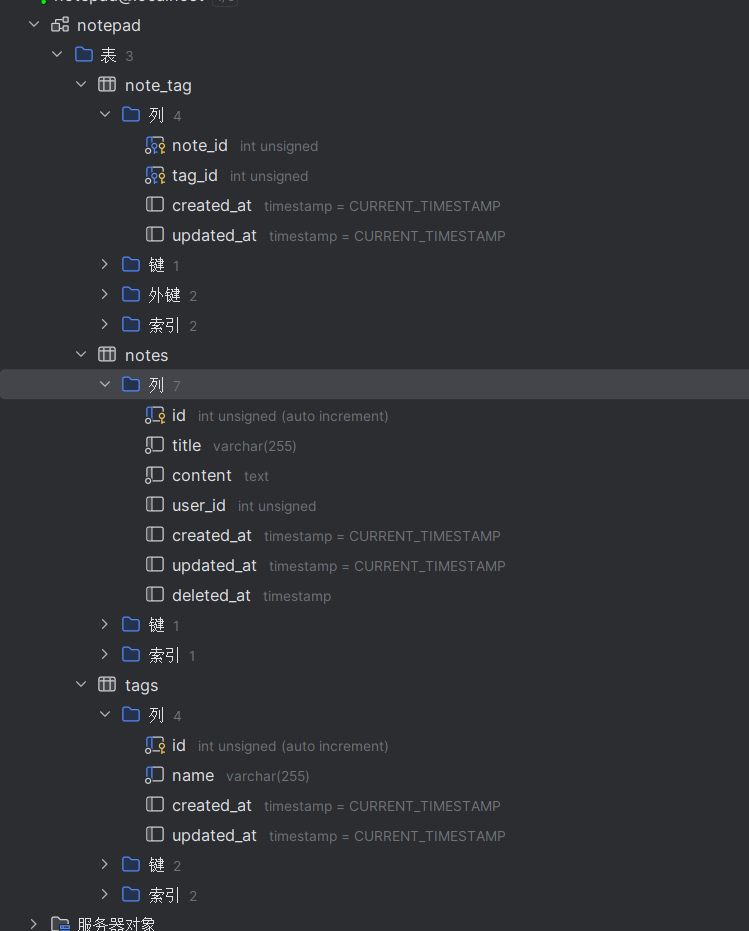 notepad
表 3
note_tag
列 4
note_id int unsigned
tag_id int unsigned
created_at timestamp = CURRENT_TIMESTAMP
updated_at timestamp = CURRENT_TIMESTAMP
键 1
外键 2
索引 2
notes
列 7
id int unsigned (auto increment)
title varchar(255)
content text
user_id int unsigned
created_at timestamp = CURRENT_TIMESTAMP
updated_at timestamp = CURRENT_TIMESTAMP
deleted_at timestamp
键 1
索引 1
tags
列 4
id int unsigned (auto increment)
name varchar(255)
created_at timestamp = CURRENT_TIMESTAMP
updated_at timestamp = CURRENT_TIMESTAMP
键 2
索引 2
服务器对象